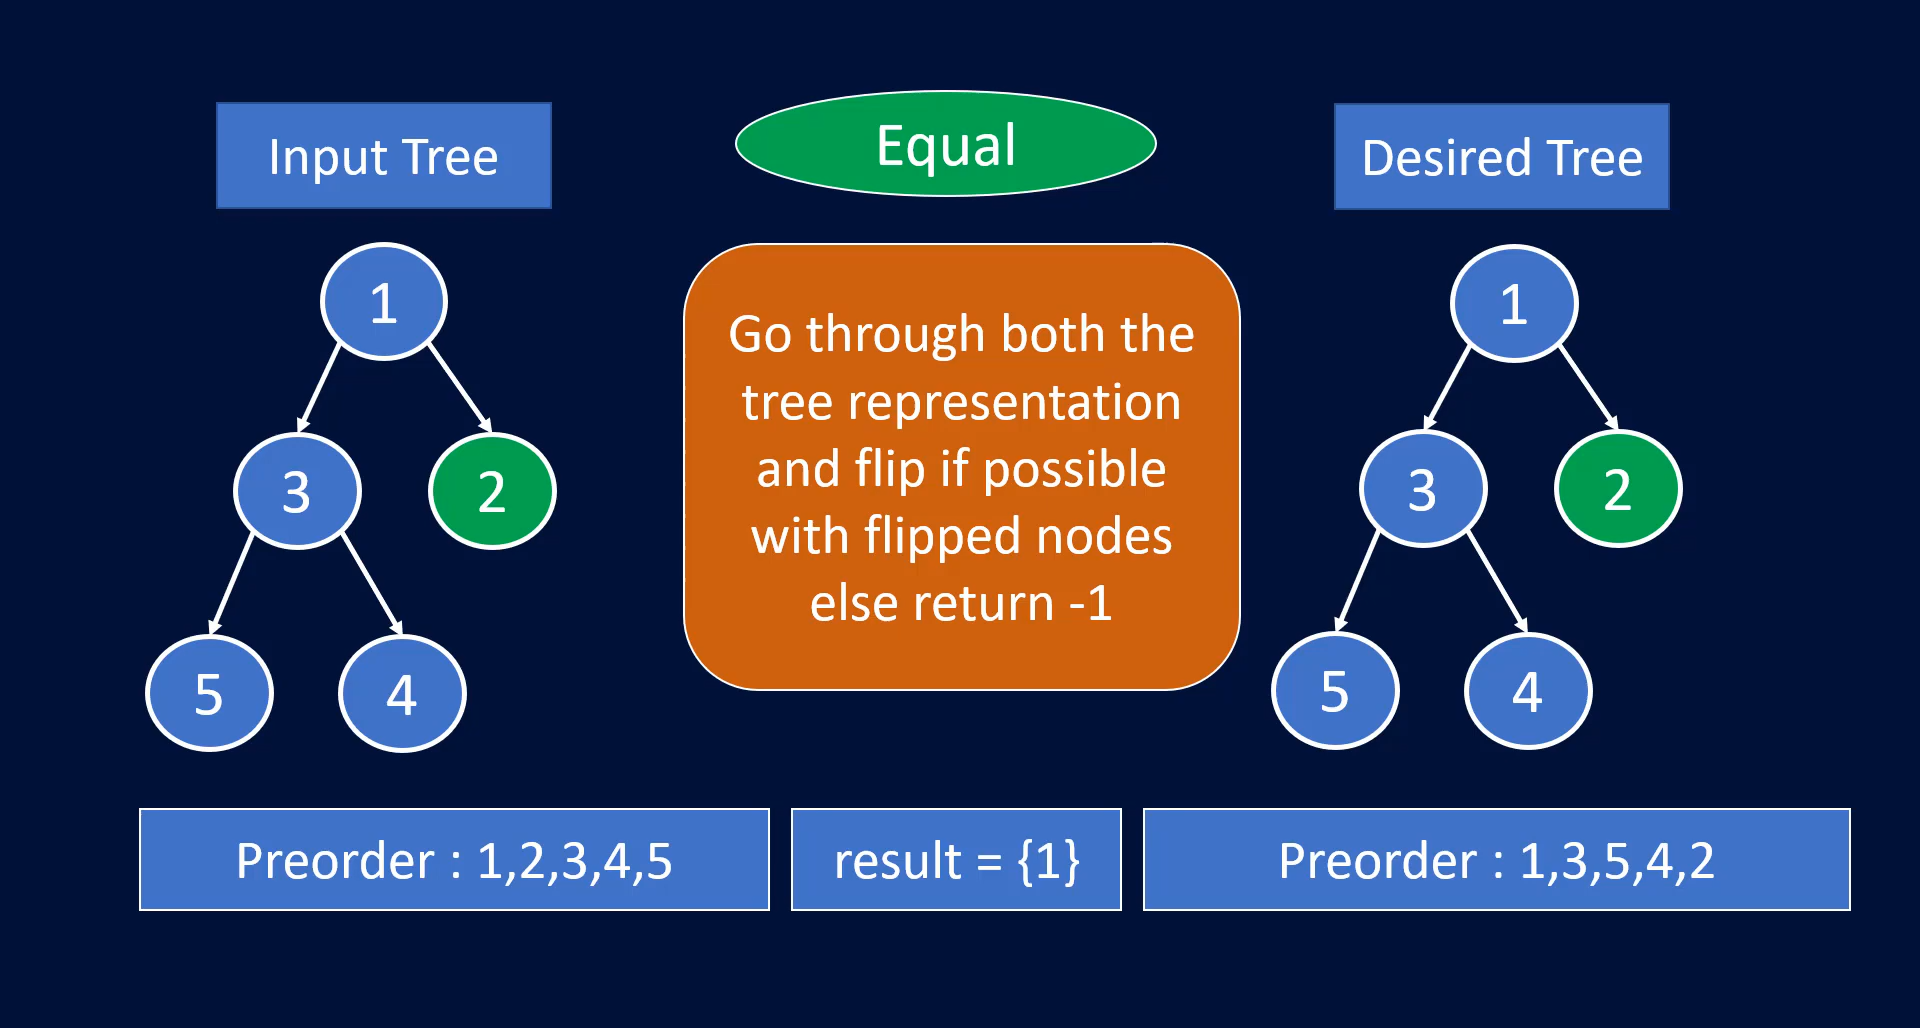 Input Tree
Equal
Desired Tree
1
3
2
5
4
Go through both the
tree representation
and flip if possible
with flipped nodes
else return -1
1
3
2
5
4
Preorder : 1,2,3,4,5
result = {1}
Preorder : 1,3,5,4,2